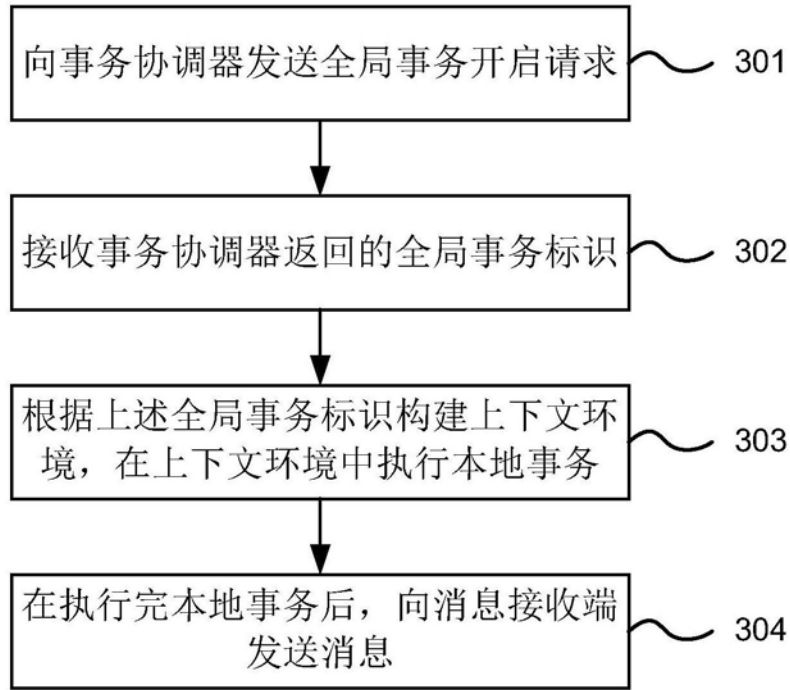 向事务协调器发送全局事务开启请求
301
接收事务协调器返回的全局事务标识
302
根据上述全局事务标识构建上下文环
境，在上下文环境中执行本地事务
303
在执行完本地事务后，向消息接收端
发送消息
304